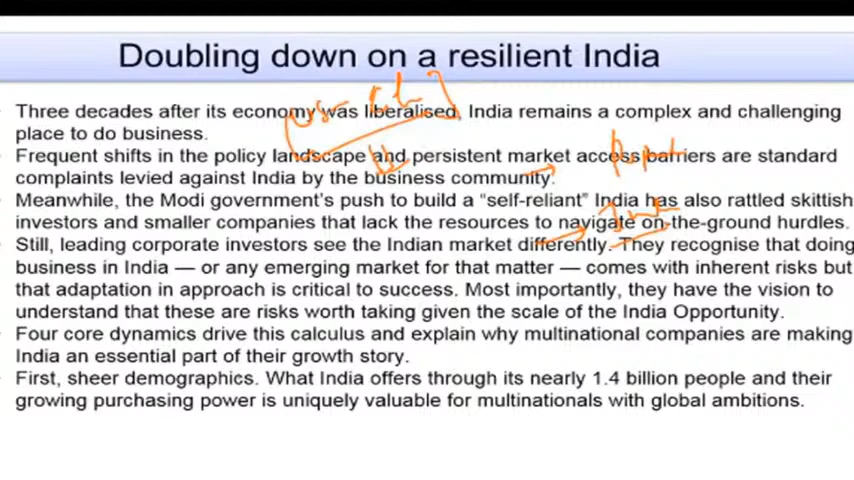 Doubling down on a resilient India
Three decades after its economy was liberalised, India remains a complex and challenging
place to do business.
Frequent shifts in the policy landscape and persistent market access barriers are standard
complaints levied against India by the business community.
Meanwhile, the Modi government's push to build a “self-reliant” India has also rattled skittish
investors and smaller companies that lack the resources to navigate on-the-ground hurdles.
Still, leading corporate investors see the Indian market differently. They recognise that doing
business in India — or any emerging market for that matter — comes with inherent risks but
that adaptation in approach is critical to success. Most importantly, they have the vision to
understand that these are risks worth taking given the scale of the India Opportunity.
Four core dynamics drive this calculus and explain why multinational companies are making
India an essential part of their growth story.
First, sheer demographics. What India offers through its nearly 1.4 billion people and their
growing purchasing power is uniquely valuable for multinationals with global ambitions.